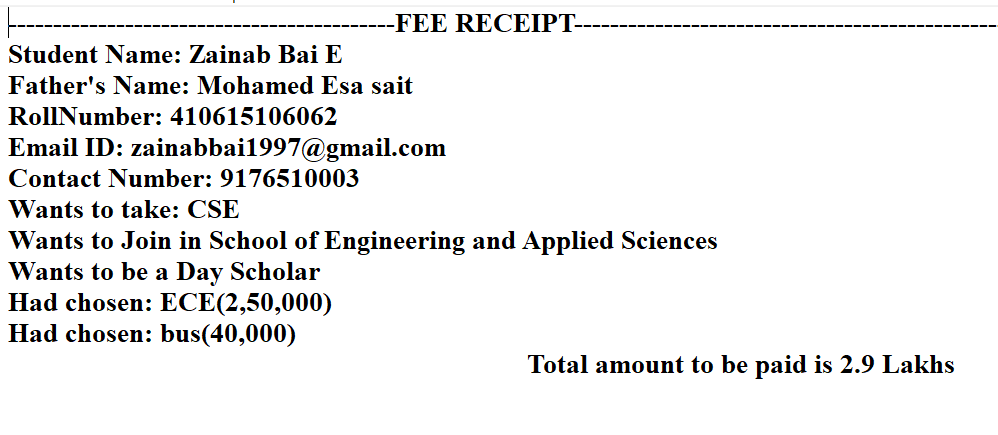 -------------------------------------------FEE RECEIPT-----------------------------------------------
Student Name: Zainab Bai E
Father's Name: Mohamed Esa sait
RollNumber: 410615106062
Email ID: zainabbai1997@gmail.com
Contact Number: 9176510003
Wants to take: CSE
Wants to Join in School of Engineering and Applied Sciences
Wants to be a Day Scholar
Had chosen: ECE(2,50,000)
Had chosen: bus(40,000)
Total amount to be paid is 2.9 Lakhs